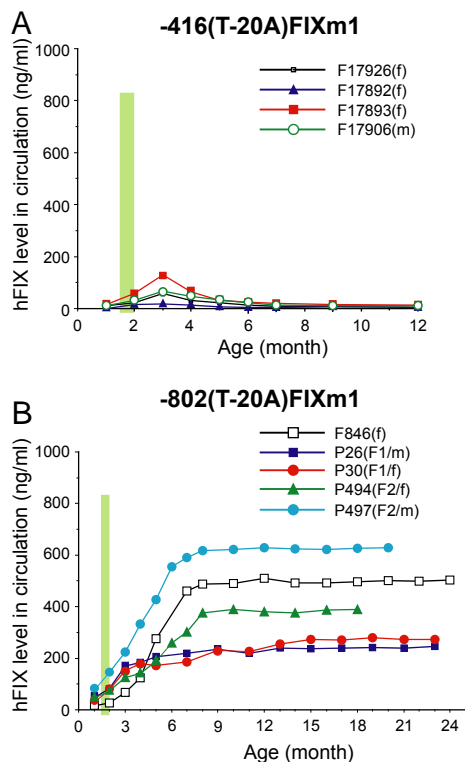 A
-416(T-20A)FIXm1
hFIX level in circulation (ng/ml)
1000
800
600
400
200
0
F17926(f)
F17892(f)
F17893(f)
F17906(m)
0 2 4 6 8 10 12
Age (month)
B
-802(T-20A)FIXm1
hFIX level in circulation (ng/ml)
1000
800
600
400
200
0
F846(f)
P26(F1/m)
P30(F1/f)
P494(F2/f)
P497(F2/m)
0 3 6 9 12 15 18 21 24
Age (month)